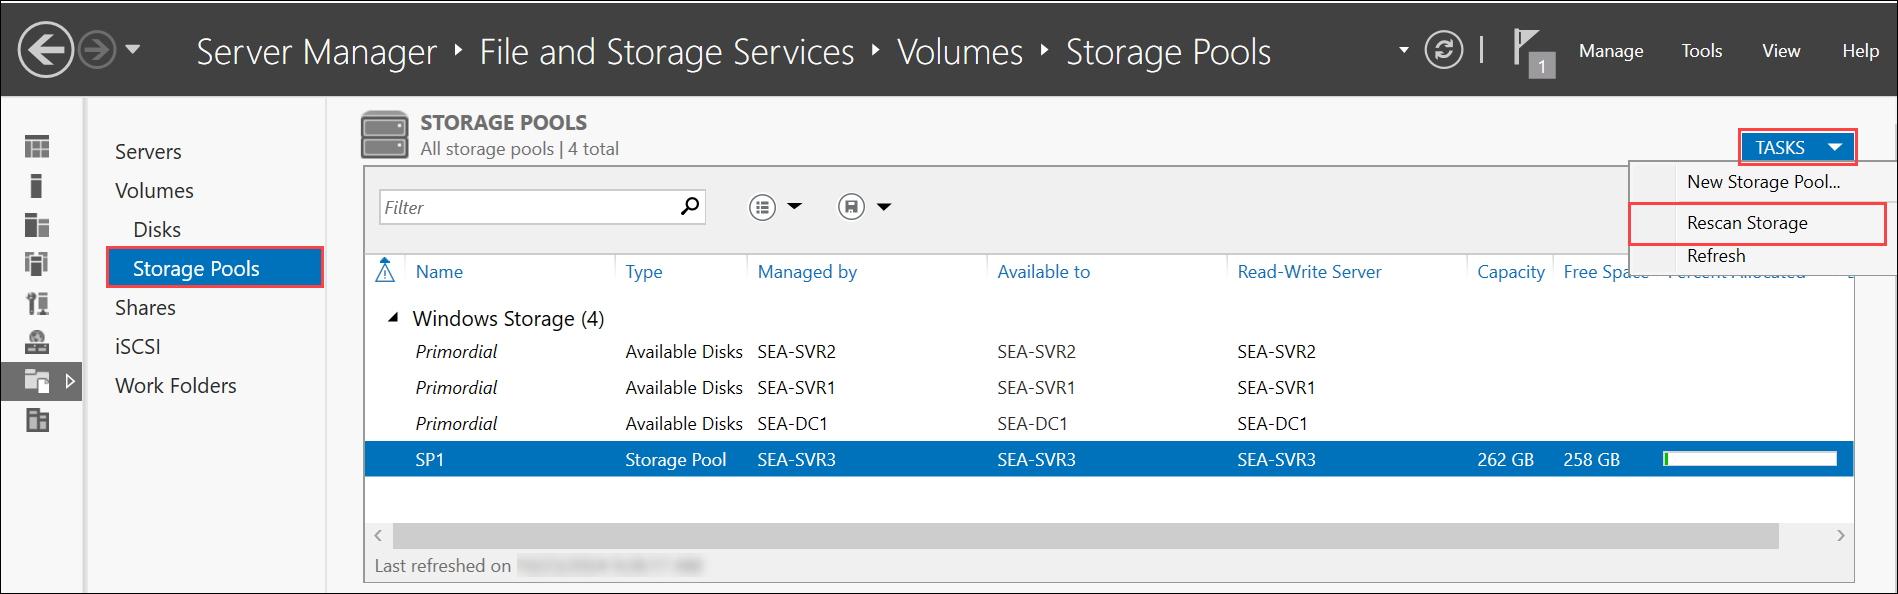 Server Manager ‣ File and Storage Services ‣ Volumes ‣ Storage Pools
1
Manage Tools View Help
Servers
Volumes
Disks
Storage Pools
Shares
iSCSI
Work Folders
STORAGE POOLS
All storage pools | 4 total
TASKS
New Storage Pool...
Rescan Storage
Refresh
Filter
Name Type Managed by Available to Read-Write Server Capacity Free Space Percent Allocated
Windows Storage (4)
Primordial Available Disks SEA-SVR2 SEA-SVR2 SEA-SVR2
Primordial Available Disks SEA-SVR1 SEA-SVR1 SEA-SVR1
Primordial Available Disks SEA-DC1 SEA-DC1 SEA-DC1
SP1 Storage Pool SEA-SVR3 SEA-SVR3 SEA-SVR3 262 GB 258 GB
Last refreshed on